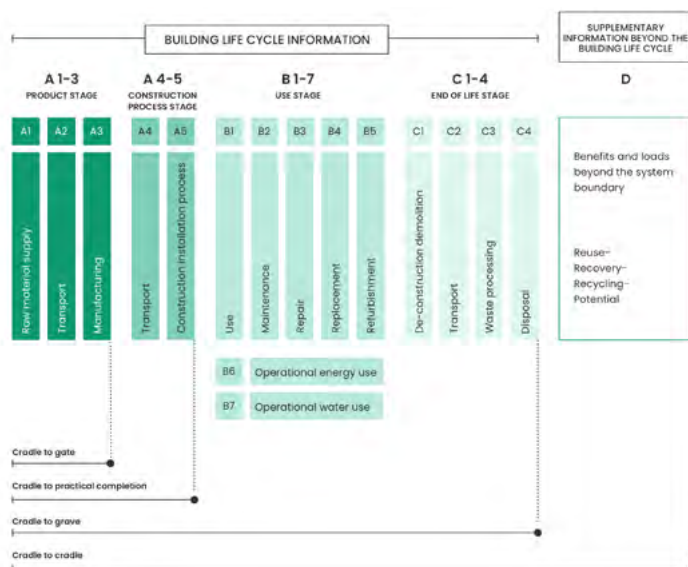 BUILDING LIFE CYCLE INFORMATION
SUPPLEMENTARY
INFORMATION BEYOND THE
BUILDING LIFE CYCLE
A 1-3
PRODUCT STAGE
A 4-5
CONSTRUCTION
PROCESS STAGE
B 1-7
USE STAGE
C 1-4
END OF LIFE STAGE
D
A1
A2
A3
A4
A5
B1
B2
B3
B4
B5
C1
C2
C3
C4
Raw material supply
Transport
Manufacturing
Transport
Construction installation process
Use
Maintenance
Repair
Replacement
Refurbishment
De-construction demolition
Transport
Waste processing
Disposal
Benefits and loads
beyond the system
boundary
Reuse-
Recovery-
Recycling-
Potential
B6 Operational energy use
B7 Operational water use
Cradle to gate
Cradle to practical completion
Cradle to grave
Cradle to cradle